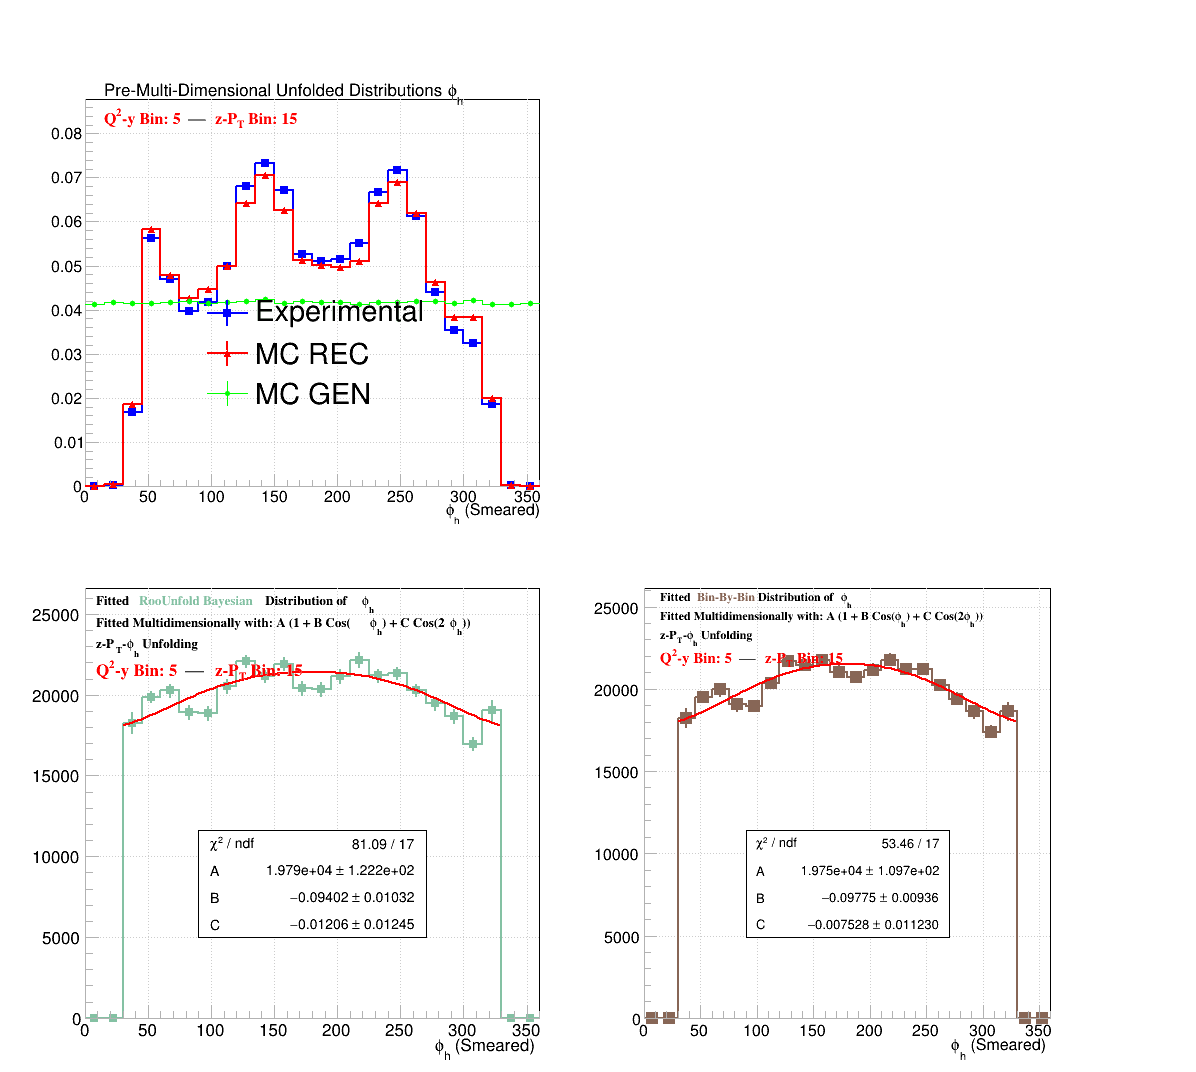 Pre-Multi-Dimensional Unfolded Distributions ϕh
Q²-y Bin: 5 — z-PT Bin: 15
0.08
0.07
0.06
0.05
0.04
0.03
0.02
0.01
0
Experimental
MC REC
MC GEN
0 50 100 150 200 250 300 350
ϕh (Smeared)
Fitted RooUnfold Bayesian Distribution of ϕh
Fitted Multidimensionally with: A (1 + B Cos( ϕh) + C Cos(2 ϕh))
z-PT-ϕh Unfolding
Q²-y Bin: 5 — z-PT Bin: 15
25000
20000
15000
10000
5000
0
χ² / ndf 81.09 / 17
A 1.979e+04 ± 1.222e+02
B −0.09402 ± 0.01032
C −0.01206 ± 0.01245
0 50 100 150 200 250 300 350
ϕh (Smeared)
Fitted Bin-By-Bin Distribution of ϕh
Fitted Multidimensionally with: A (1 + B Cos(ϕh) + C Cos(2ϕh))
z-PT-ϕh Unfolding
Q²-y Bin: 5 — z-PT Bin: 15
25000
20000
15000
10000
5000
0
χ² / ndf 53.46 / 17
A 1.975e+04 ± 1.097e+02
B −0.09775 ± 0.00936
C −0.007528 ± 0.011230
0 50 100 150 200 250 300 350
ϕh (Smeared)